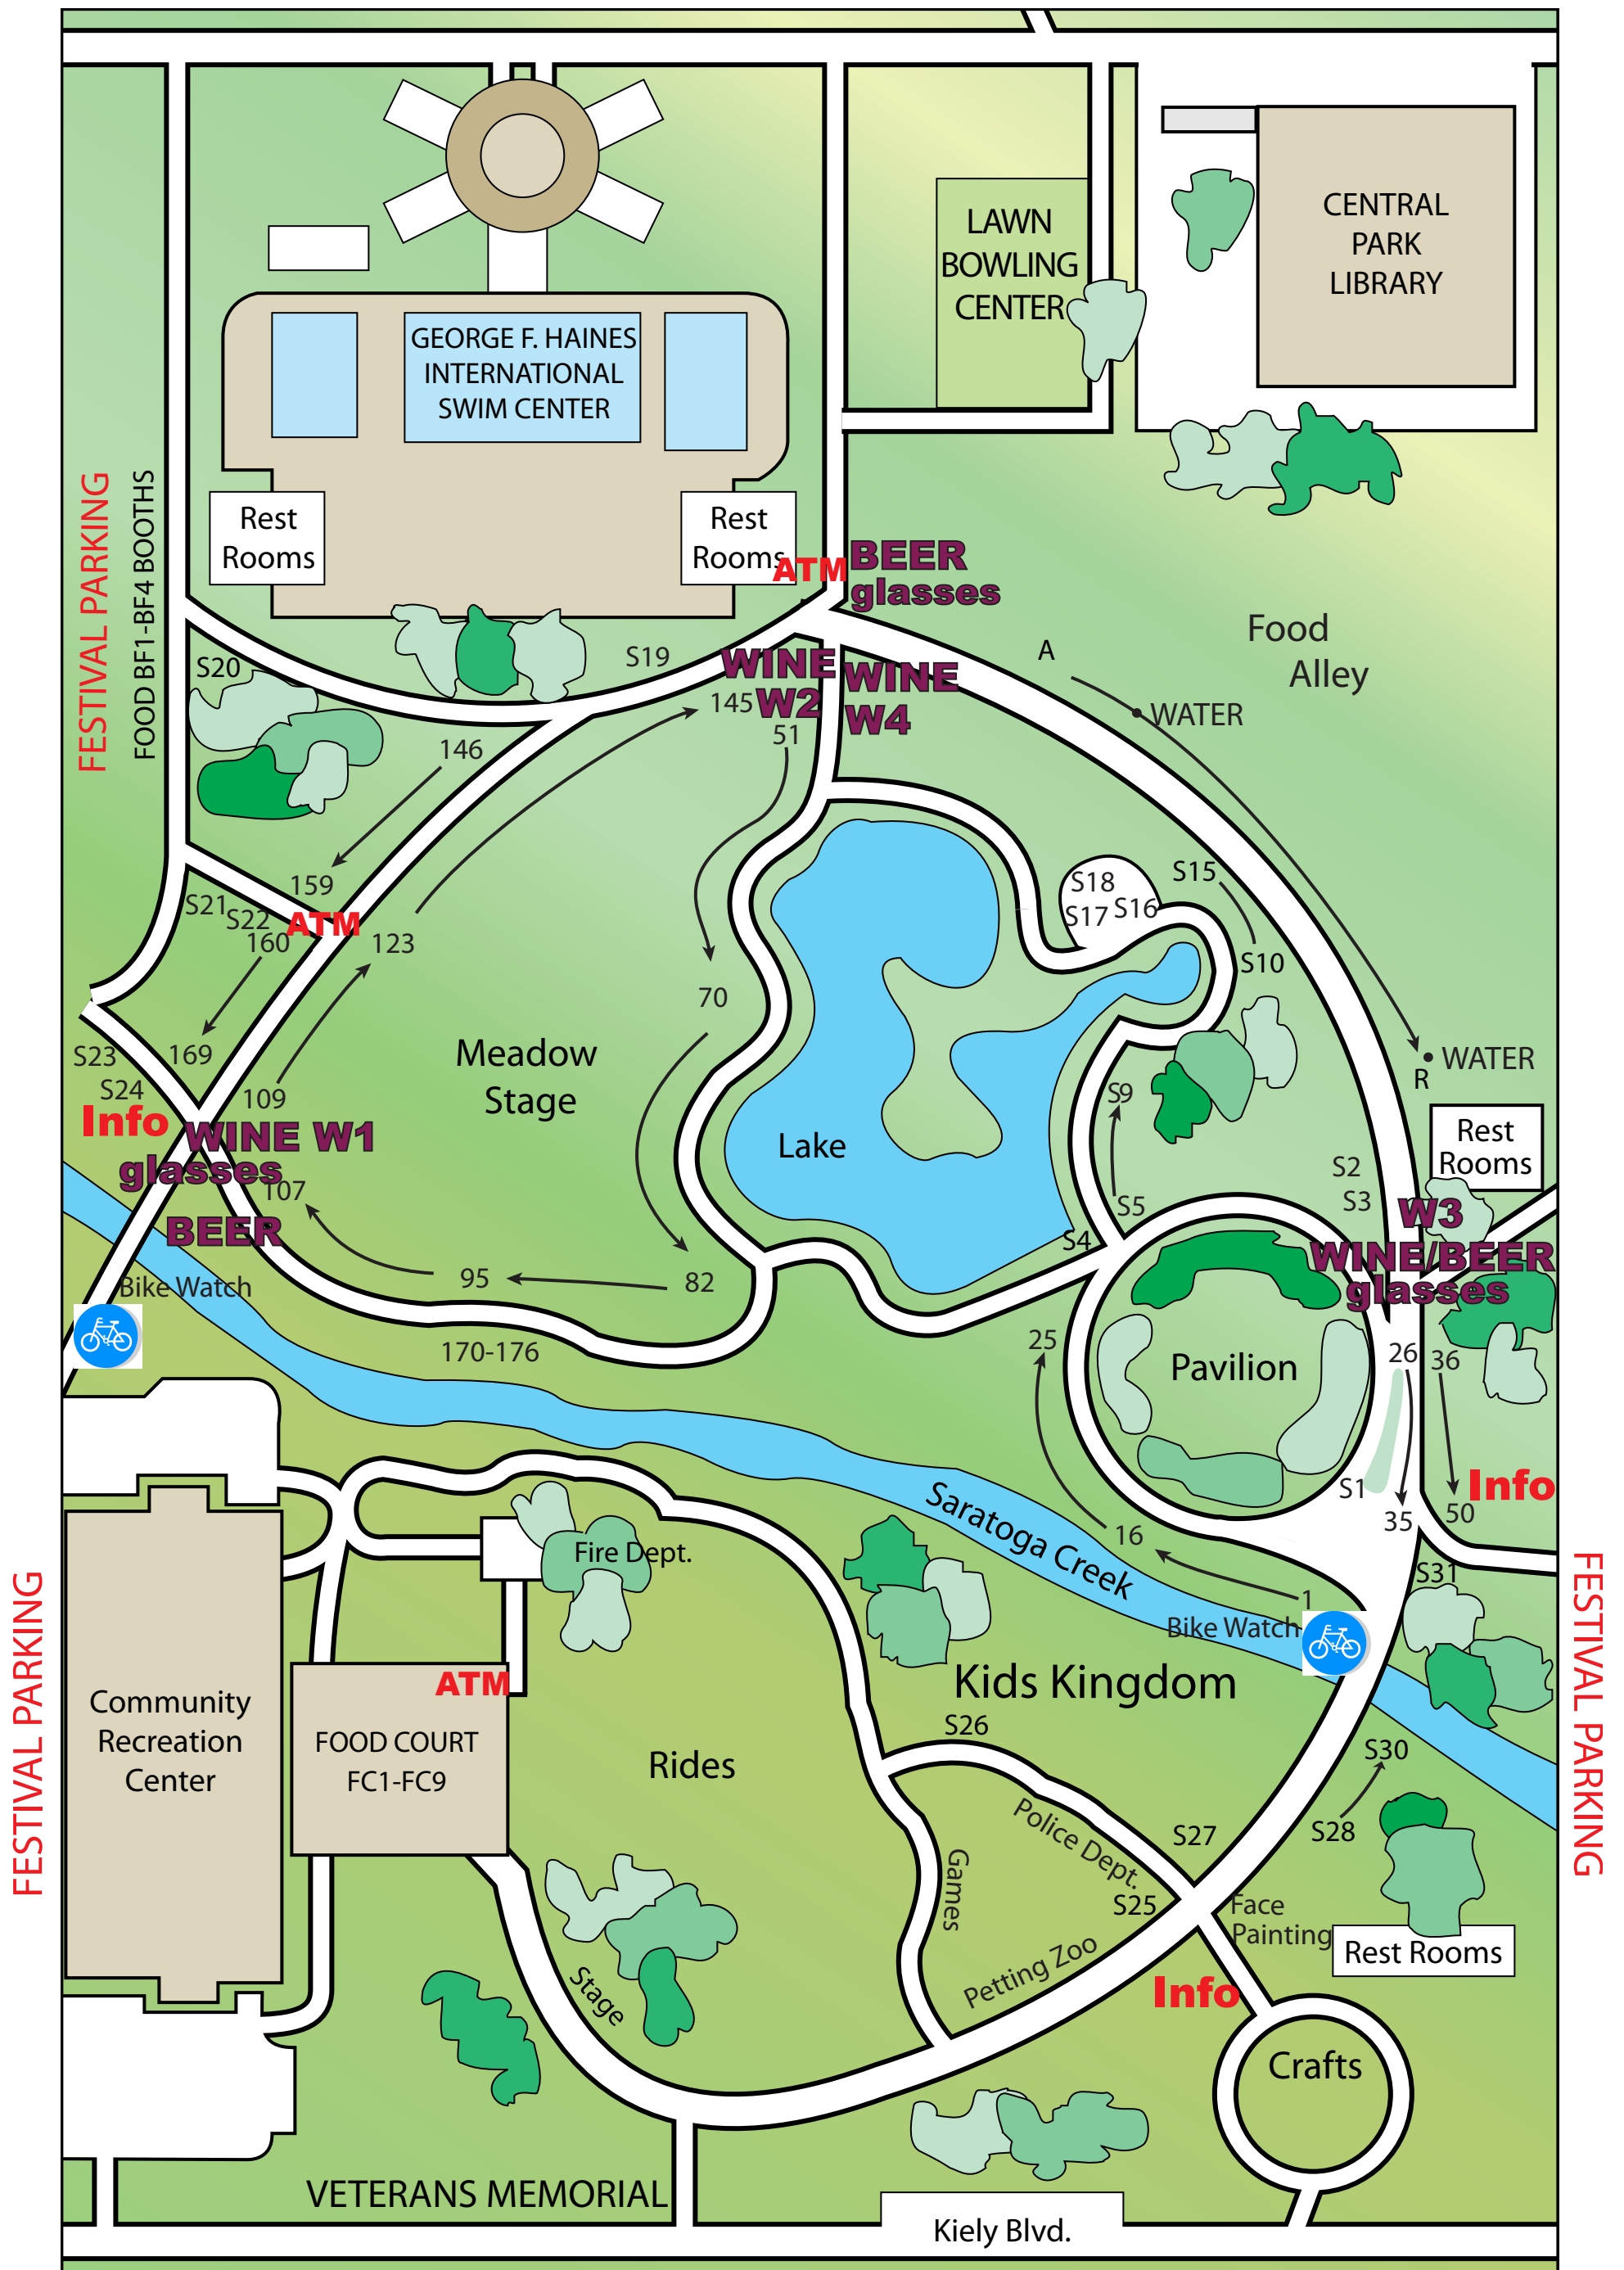 CENTRAL
PARK
LIBRARY
LAWN
BOWLING
CENTER
GEORGE F. HAINES
INTERNATIONAL
SWIM CENTER
FESTIVAL PARKING
FOOD BF1-BF4 BOOTHS
Rest
Rooms
Rest
Rooms
ATM
BEER
glasses
Food
Alley
A
S19
S20
WINE
W2
WINE
W4
145
51
WATER
146
159
S21
S22
ATM
160
123
S18
S17
S16
S15
S10
70
Meadow
Stage
S23
169
S24
109
Info
WINE W1
glasses
107
BEER
Bike Watch
WATER
R
S9
Rest
Rooms
Lake
S2
S3
S5
S4
W3
WINE/BEER
glasses
95
82
170-176
25
Pavilion
26
36
S1
35
50
Info
16
1
S31
Saratoga Creek
Bike Watch
Fire Dept.
Kids Kingdom
FESTIVAL PARKING
FESTIVAL PARKING
Community
Recreation
Center
ATM
FOOD COURT
FC1-FC9
Rides
S26
S30
S28
S27
Police Dept.
Games
S25
Face
Painting
Rest Rooms
Petting Zoo
Info
Stage
Crafts
VETERANS MEMORIAL
Kiely Blvd.